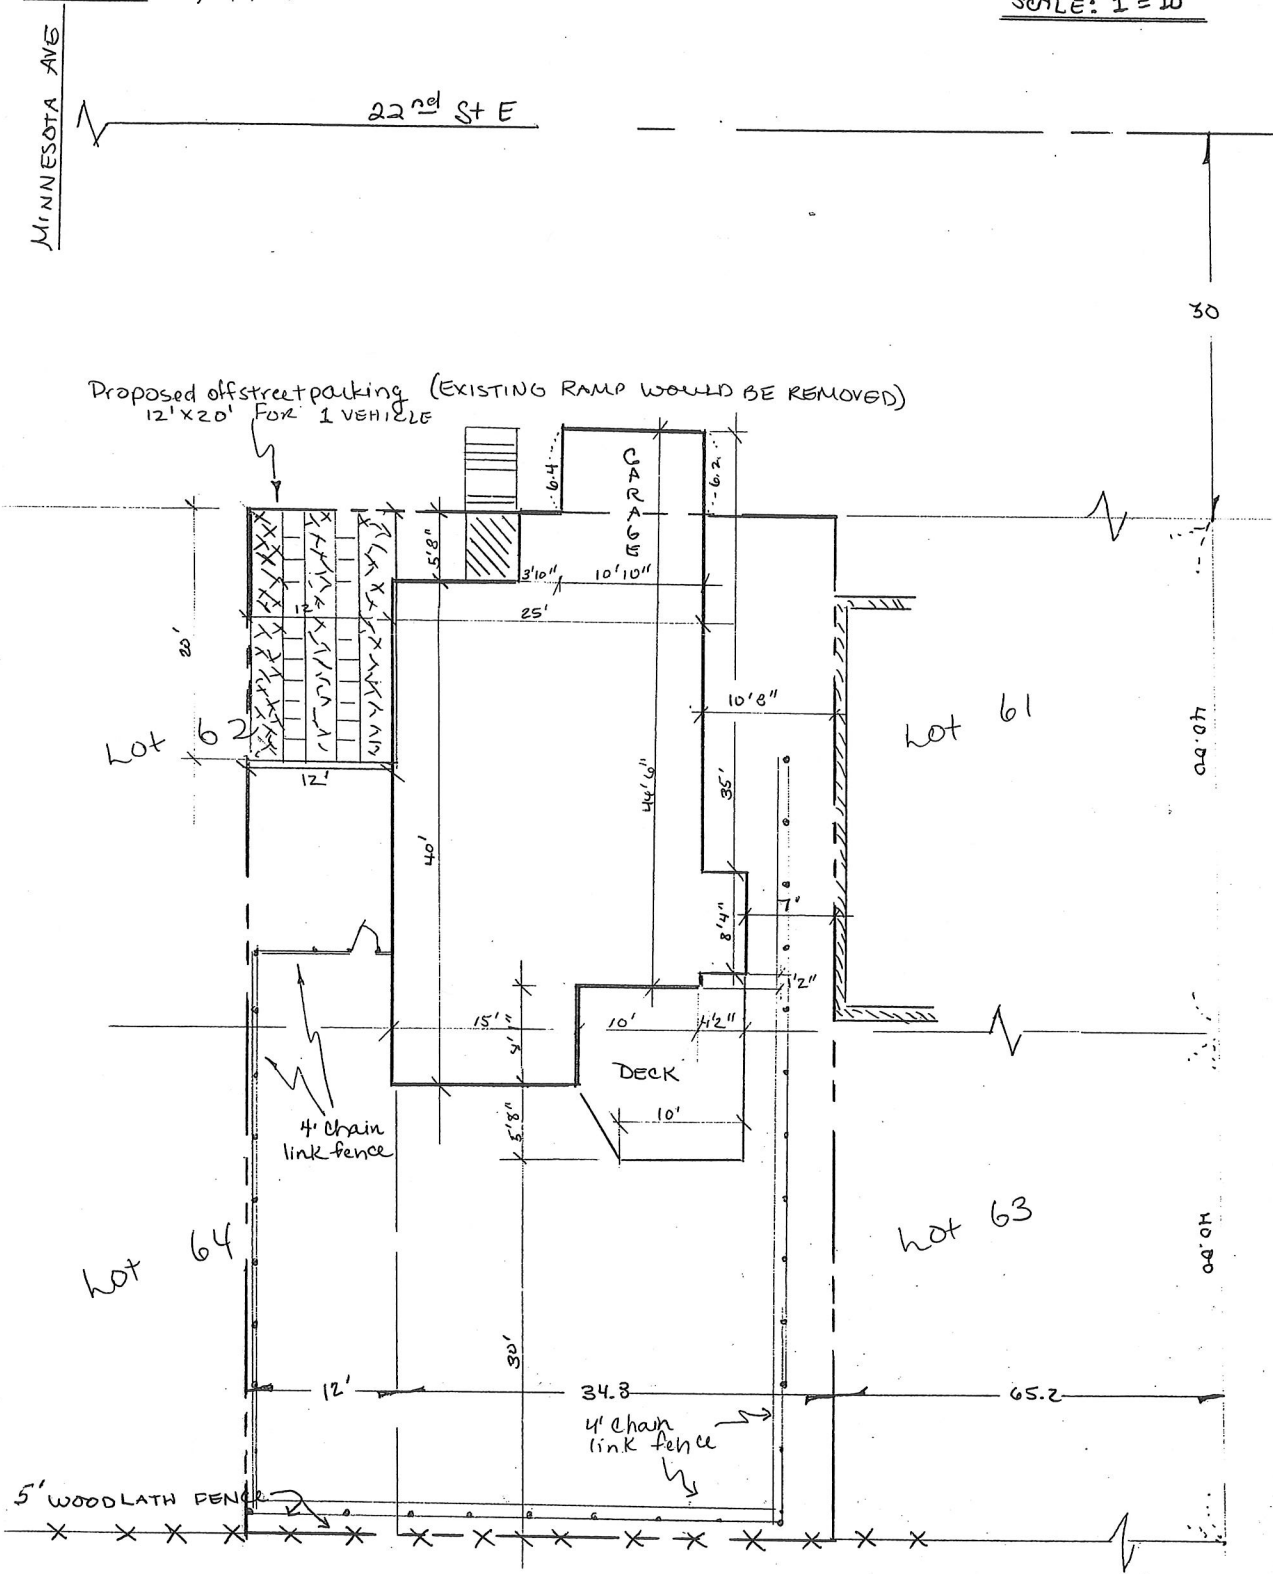 SCALE: 1 = 10
MINNESOTA AVE
22nd St E
30
Proposed offstreetparking (EXISTING RAMP WOULD BE REMOVED)
12'X20' FOR 1 VEHICLE
GARAGE
6.4
6.2
5'8"
3'10"
10'10"
12
25'
20'
10'8"
Lot 62
Lot 61
40.00
12'
44'6"
35'
40'
7'
8'4"
1'2"
15'
10'
4'2"
DECK
10'
5'8"
4' Chain
link fence
Lot 64
Lot 63
40.00
30'
12'
34.8
65.2
4' Chain
link fence
5' WOODLATH FENCE